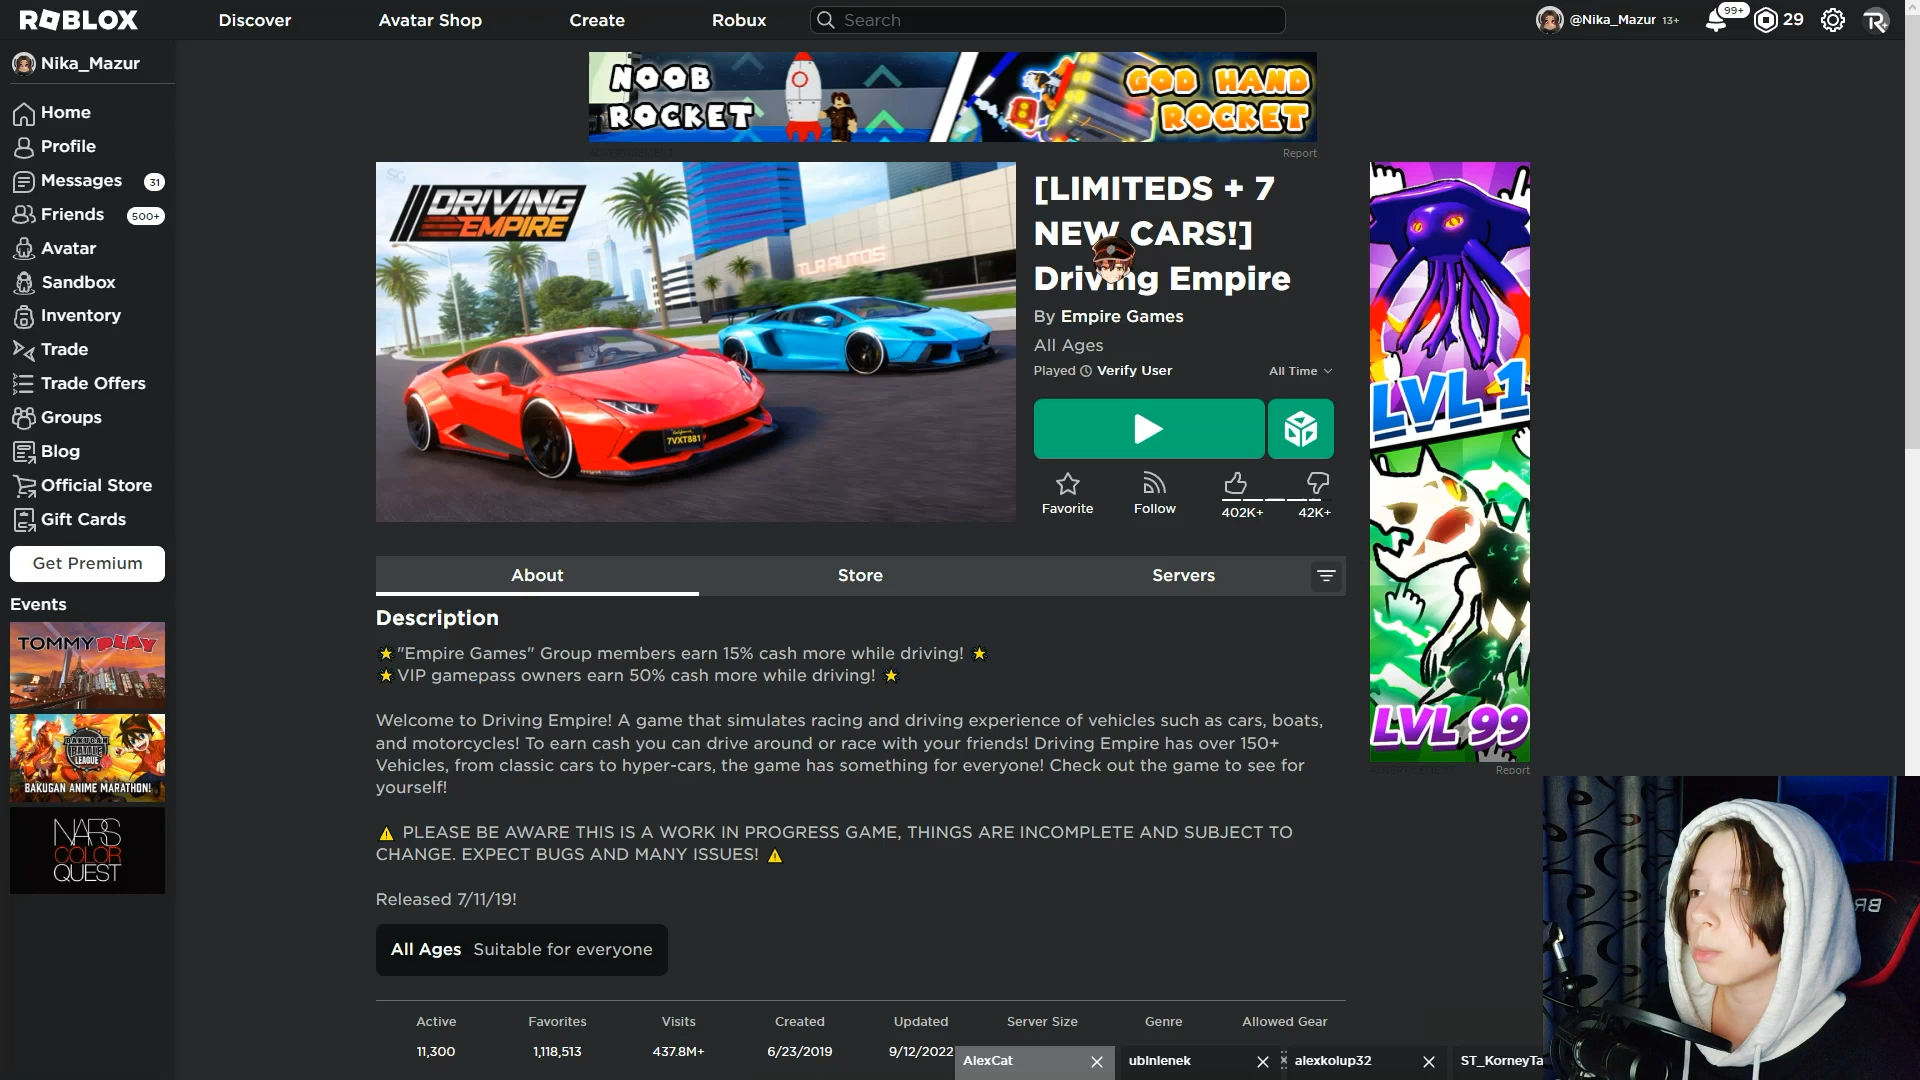 ROBLOX
Discover
Avatar Shop
Create
Robux
Search
@Nika_Mazur 13+
99+
29
Nika_Mazur
Home
Profile
Messages 31
Friends 500+
Avatar
Sandbox
Inventory
Trade
Trade Offers
Groups
Blog
Official Store
Gift Cards
Get Premium
Events
TOMMY PLAY
BAKUGAN
BATTLE
LEAGUE
BAKUGAN ANIME MARATHON!
NARS
COLOR
QUEST
NOOB
ROCKET
GOD HAND
ROCKET
ADVERTISEMENT
Report
SG
DRIVING
EMPIRE
TLR AUTOS
7VXT881
[LIMITEDS + 7
NEW CARS!]
Driving Empire
By Empire Games
All Ages
Played Verify User
All Time
Favorite
Follow
402K+
42K+
About
Store
Servers
Description
"Empire Games" Group members earn 15% cash more while driving!
VIP gamepass owners earn 50% cash more while driving!
Welcome to Driving Empire! A game that simulates racing and driving experience of vehicles such as cars, boats,
and motorcycles! To earn cash you can drive around or race with your friends! Driving Empire has over 150+
Vehicles, from classic cars to hyper-cars, the game has something for everyone! Check out the game to see for
yourself!
PLEASE BE AWARE THIS IS A WORK IN PROGRESS GAME, THINGS ARE INCOMPLETE AND SUBJECT TO
CHANGE. EXPECT BUGS AND MANY ISSUES!
Released 7/11/19!
All Ages Suitable for everyone
Active
Favorites
Visits
Created
Updated
Server Size
Genre
Allowed Gear
11,300
1,118,513
437.8M+
6/23/2019
9/12/2022
AlexCat
ubinlenek
alexkolup32
ST_KorneyTa
LVL 1
LVL 99
ADVERTISEMENT
Report